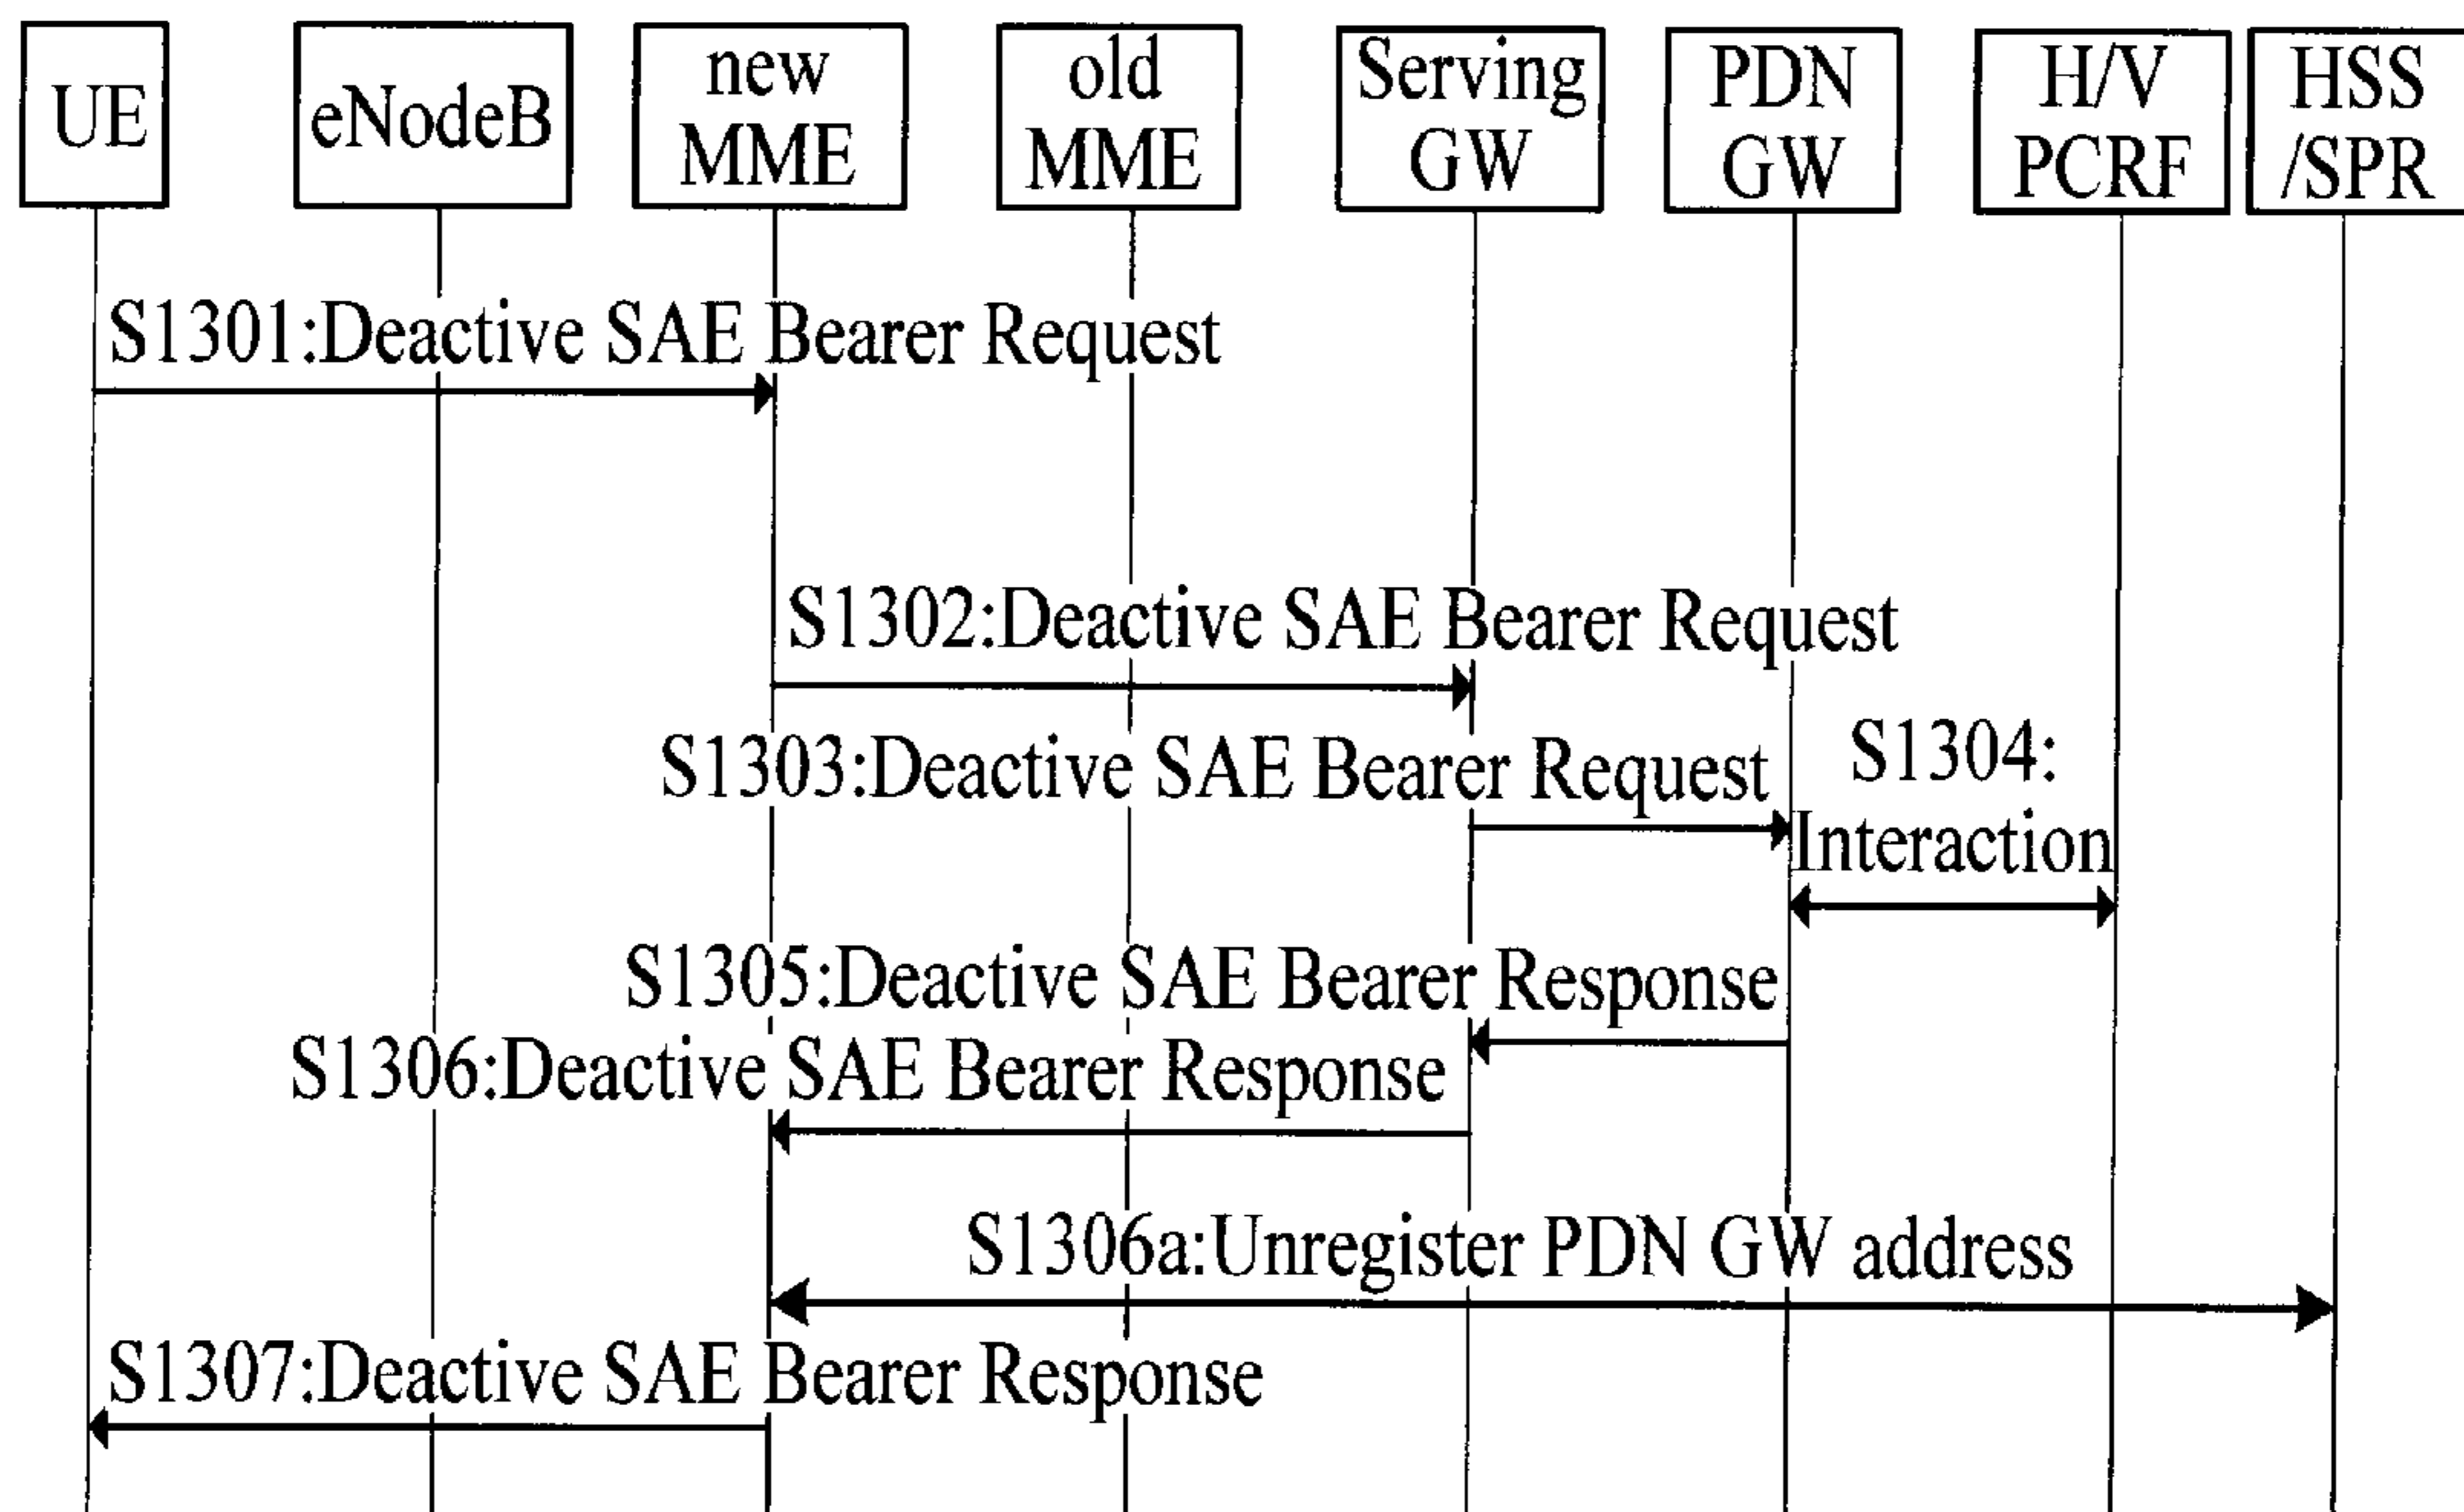 UE
eNodeB
new
MME
old
MME
Serving
GW
PDN
GW
H/V
PCRF
HSS
/SPR
S1301:Deactive SAE Bearer Request
S1302:Deactive SAE Bearer Request
S1303:Deactive SAE Bearer Request
S1304:
Interaction
S1305:Deactive SAE Bearer Response
S1306:Deactive SAE Bearer Response
S1306a:Unregister PDN GW address
S1307:Deactive SAE Bearer Response